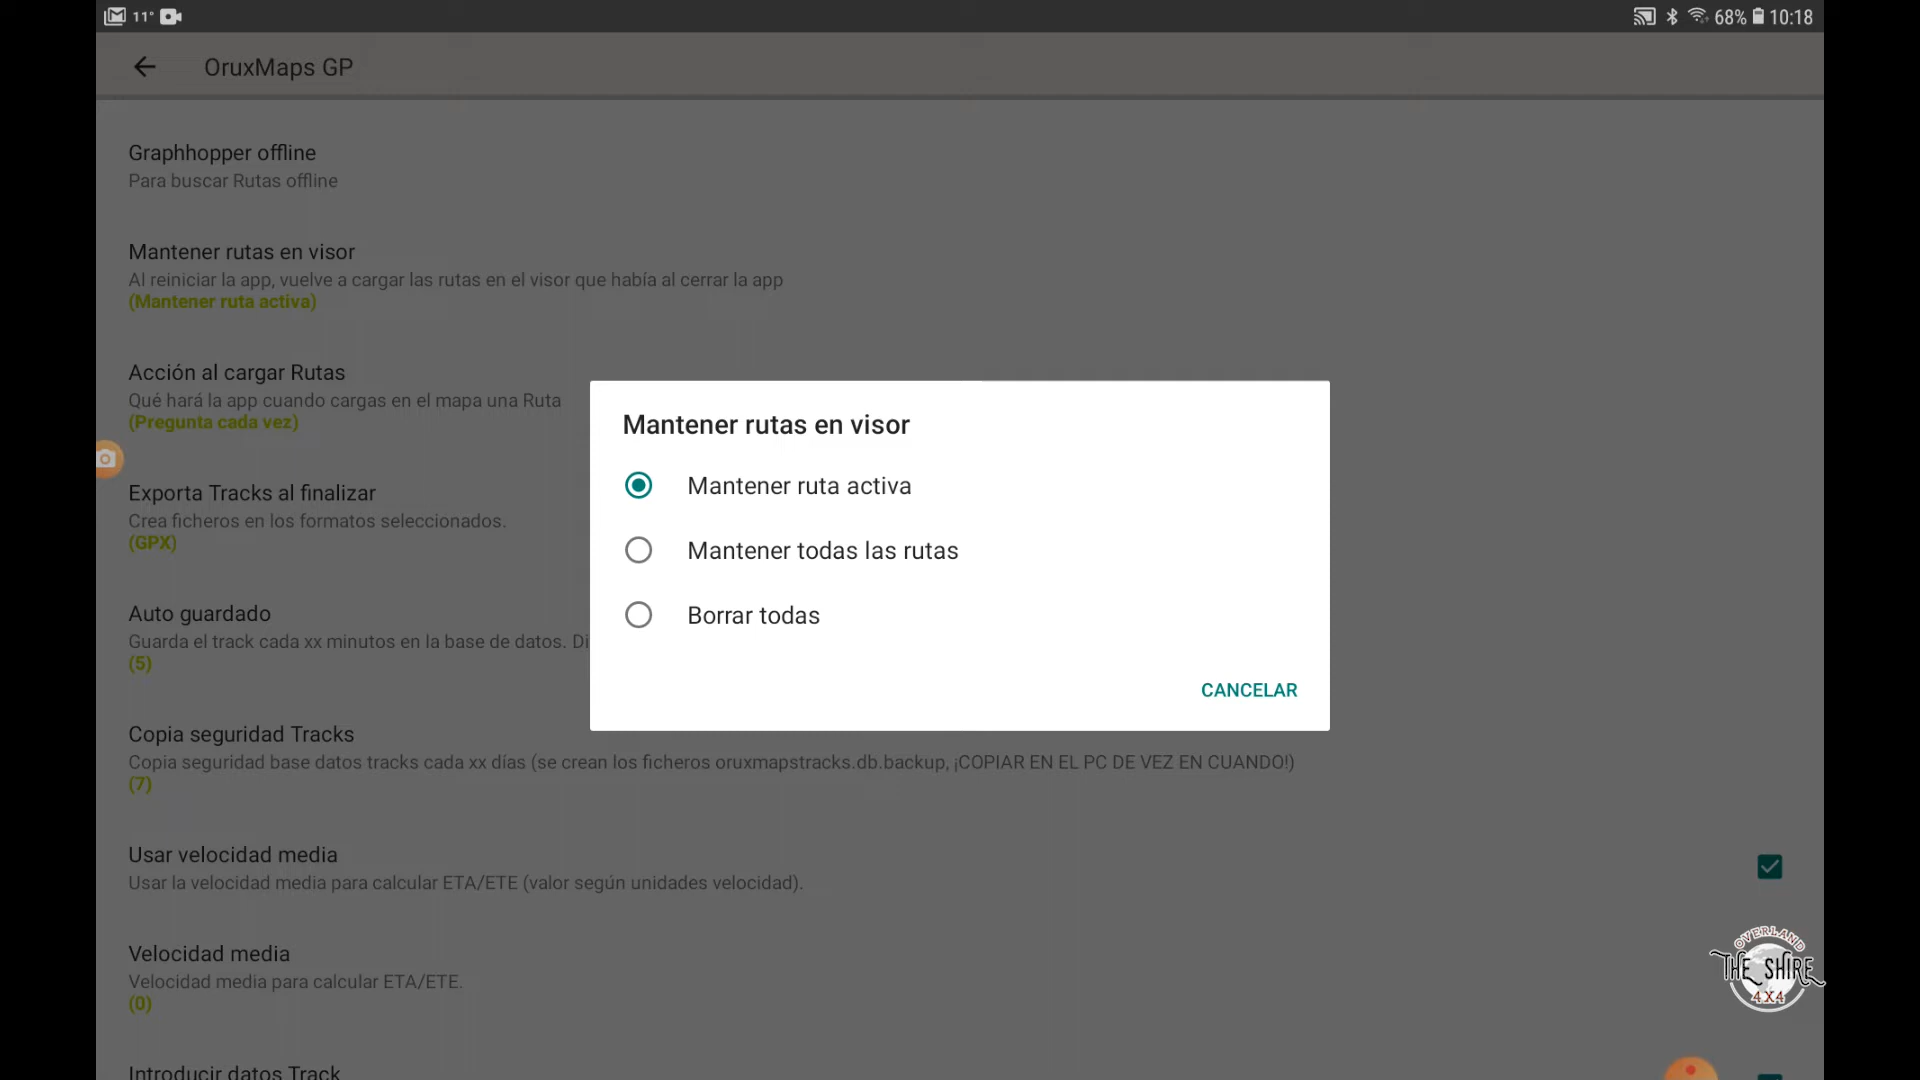 11° 68% 10:18
OruxMaps GP
Graphhopper offline
Para buscar Rutas offline
Mantener rutas en visor
Al reiniciar la app, vuelve a cargar las rutas en el visor que había al cerrar la app
(Mantener ruta activa)
Acción al cargar Rutas
Qué hará la app cuando cargas en el mapa una Ruta
(Pregunta cada vez)
Exporta Tracks al finalizar
Crea ficheros en los formatos seleccionados.
(GPX)
Auto guardado
Guarda el track cada xx minutos en la base de datos. Di
(5)
Mantener rutas en visor
Mantener ruta activa
Mantener todas las rutas
Borrar todas
CANCELAR
Copia seguridad Tracks
Copia seguridad base datos tracks cada xx días (se crean los ficheros oruxmapstracks.db.backup, ¡COPIAR EN EL PC DE VEZ EN CUANDO!)
(7)
Usar velocidad media
Usar la velocidad media para calcular ETA/ETE (valor según unidades velocidad).
Velocidad media
Velocidad media para calcular ETA/ETE.
(0)
OVERLAND
THE SHIRE
4X4
Introducir datos Track